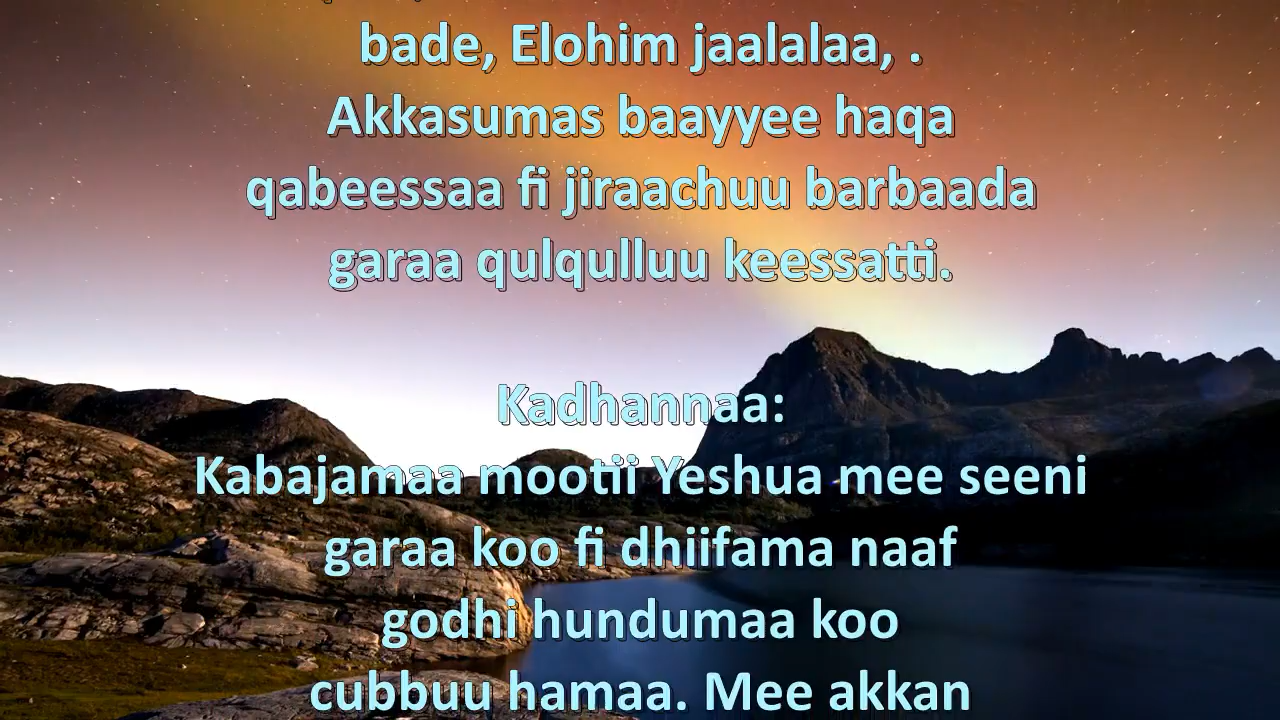 bade, Elohim jaalalaa, .
Akkasumas baayyee haqa
qabeessaa fi jiraachuu barbaada
garaa qulqulluu keessatti.
Kadhannaa:
Kabajamaa mootii Yeshua mee seeni
garaa koo fi dhiifama naaf
godhi hundumaa koo
cubbuu hamaa. Mee akkan